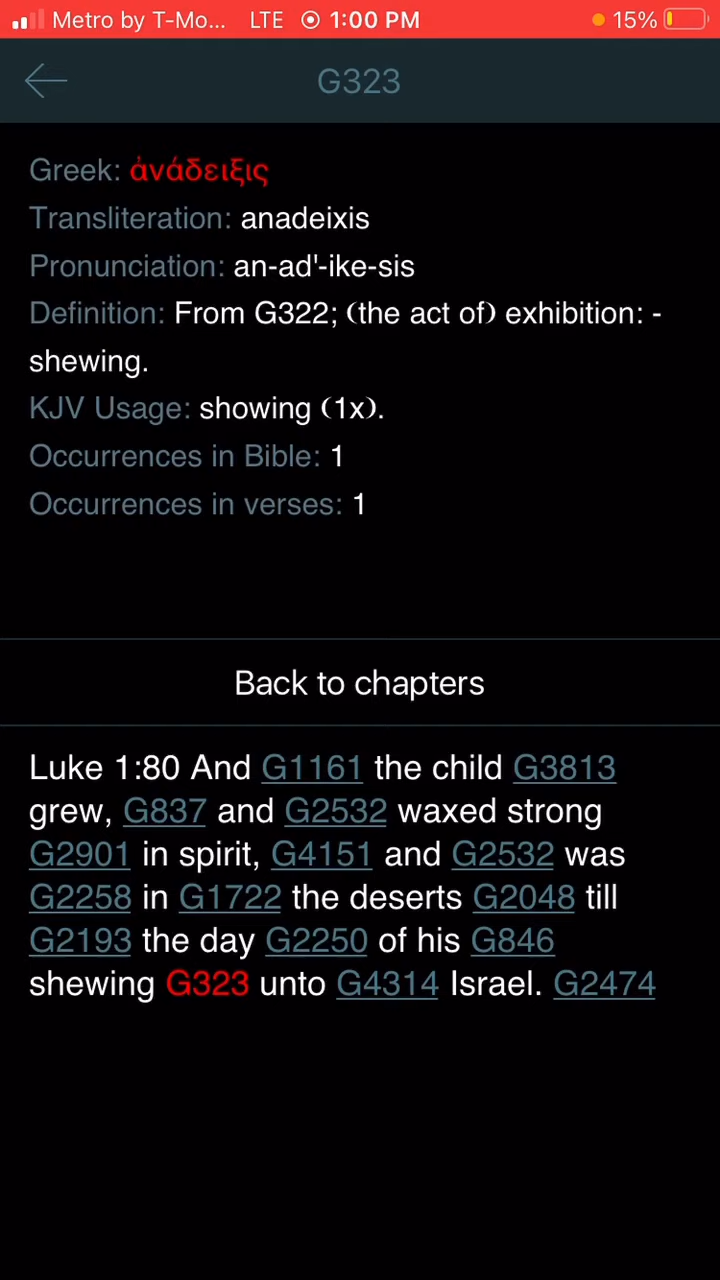 Metro by T-Mo... LTE 1:00 PM 15%
G323
Greek: ἀνάδειξις
Transliteration: anadeixis
Pronunciation: an-ad'-ike-sis
Definition: From G322; (the act of) exhibition: -
shewing.
KJV Usage: showing (1x).
Occurrences in Bible: 1
Occurrences in verses: 1
Back to chapters
Luke 1:80 And G1161 the child G3813
grew, G837 and G2532 waxed strong
G2901 in spirit, G4151 and G2532 was
G2258 in G1722 the deserts G2048 till
G2193 the day G2250 of his G846
shewing G323 unto G4314 Israel. G2474